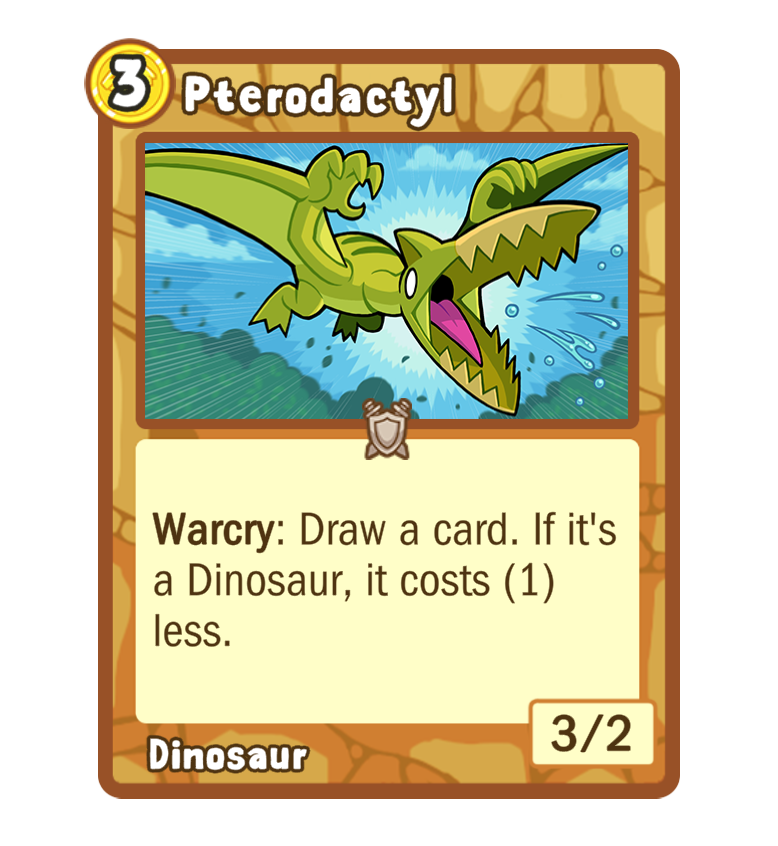 3
Pterodactyl
Warcry: Draw a card. If it's
a Dinosaur, it costs (1)
less.
3/2
Dinosaur